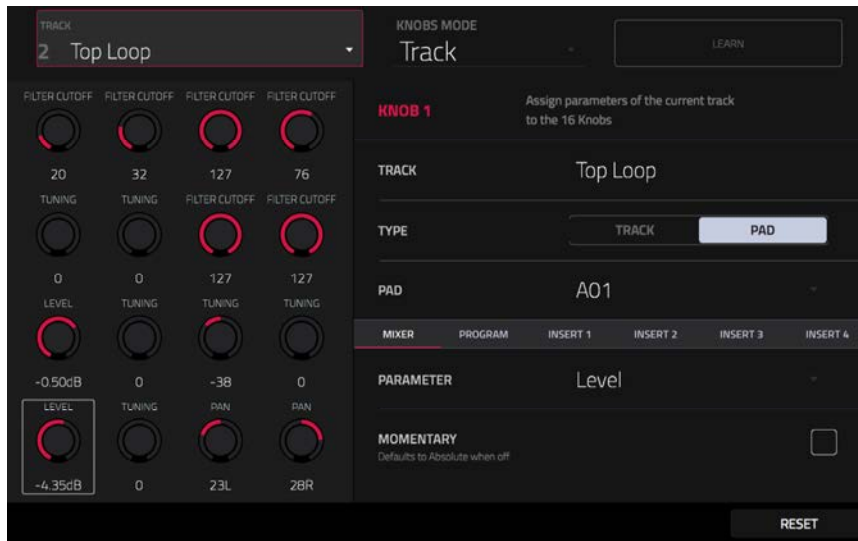 TRACK
2 Top Loop
KNOBS MODE
Track
LEARN
FILTER CUTOFF FILTER CUTOFF FILTER CUTOFF FILTER CUTOFF
20 32 127 76
TUNING TUNING FILTER CUTOFF FILTER CUTOFF
0 0 127 127
LEVEL TUNING TUNING TUNING
-0.50dB 0 -38 0
LEVEL TUNING PAN PAN
-4.35dB 0 23L 28R
KNOB 1
Assign parameters of the current track
to the 16 Knobs
TRACK Top Loop
TYPE TRACK PAD
PAD A01
MIXER PROGRAM INSERT 1 INSERT 2 INSERT 3 INSERT 4
PARAMETER Level
MOMENTARY
Defaults to Absolute when off
RESET